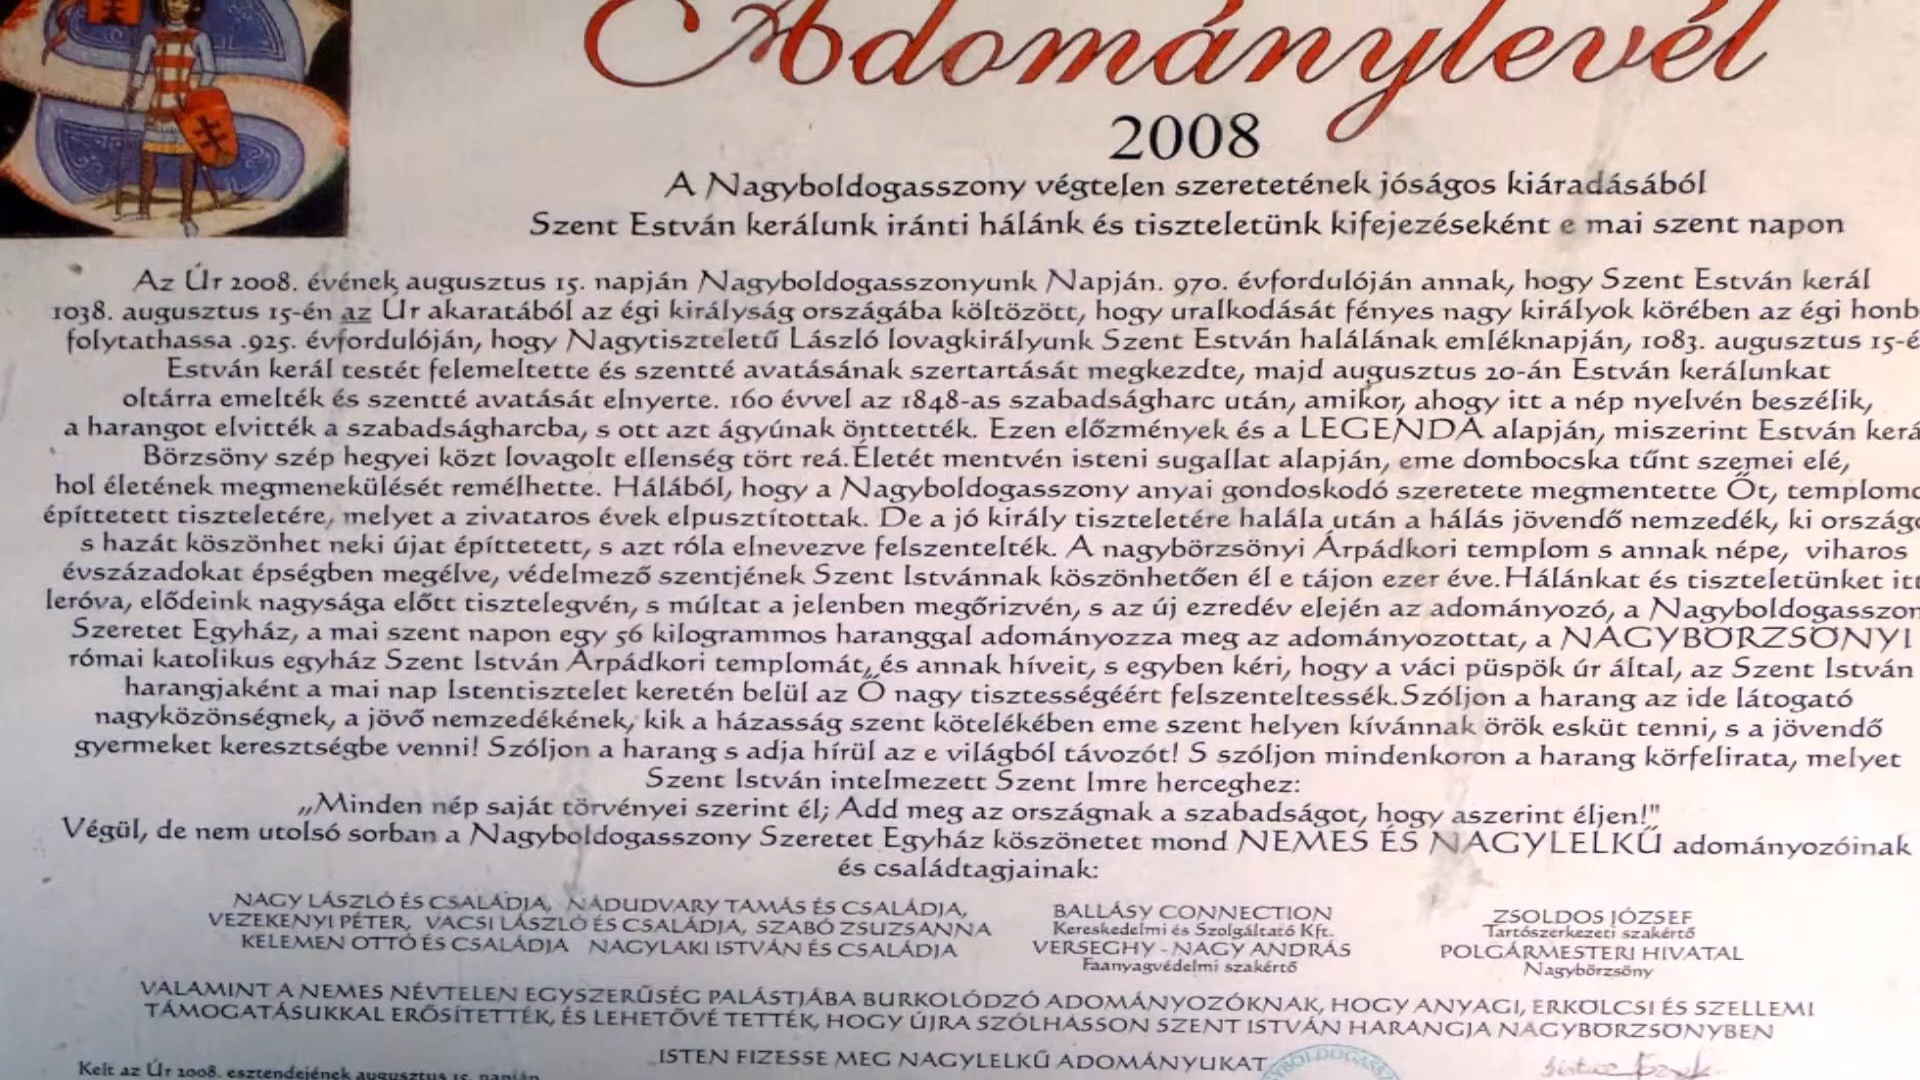 Adománylevél
2008
A Nagyboldogasszony végtelen szeretetének jóságos kiáradásából
Szent Estván kerálunk iránti hálánk és tiszteletünk kifejezéseként e mai szent napon
Az Úr 2008. évének augusztus 15. napján Nagyboldogasszonyunk Napján. 970. évfordulóján annak, hogy Szent Estván kerál
1038. augusztus 15-én az Úr akaratából az égi királyság országába költözött, hogy uralkodását fényes nagy királyok körében az égi honb
folytathassa .925. évfordulóján, hogy Nagytiszteletű László lovagkirályunk Szent Estván halálának emléknapján, 1083. augusztus 15-é
Estván kerál testét felemeltette és szentté avatásának szertartását megkezdte, majd augusztus 20-án Estván kerálunkat
oltárra emelték és szentté avatását elnyerte. 160 évvel az 1848-as szabadságharc után, amikor, ahogy itt a nép nyelvén beszélik,
a harangot elvitték a szabadságharcba, s ott azt ágyúnak önttették. Ezen előzmények és a LEGENDA alapján, miszerint Estván kerá
Börzsöny szép hegyei közt lovagolt ellenség tört reá.Életét mentvén isteni sugallat alapján, eme dombocska tűnt szemei elé,
hol életének megmenekülését remélhette. Hálából, hogy a Nagyboldogasszony anyai gondoskodó szeretete megmentette Őt, templomo
építtetett tiszteletére, melyet a zivataros évek elpusztítottak. De a jó király tiszteletére halála után a hálás jövendő nemzedék, ki országo
s hazát köszönhet neki újat építtetett, s azt róla elnevezve felszentelték. A nagybörzsönyi Árpádkori templom s annak népe, viharos
évszázadokat épségben megélve, védelmező szentjének Szent Istvánnak köszönhetően él e tájon ezer éve.Hálánkat és tiszteletünket itt
leróva, elődeink nagysága előtt tisztelegvén, s múltat a jelenben megőrizvén, s az új ezredév elején az adományozó, a Nagyboldogasszon
Szeretet Egyház, a mai szent napon egy 56 kilogrammos haranggal adományozza meg az adományozottat, a NAGYBÖRZSÖNYI
római katolikus egyház Szent István Árpádkori templomát, és annak híveit, s egyben kéri, hogy a váci püspök úr által, az Szent István
harangjaként a mai nap Istentisztelet keretén belül az Ő nagy tisztességéért felszenteltessék.Szóljon a harang az ide látogató
nagyközönségnek, a jövő nemzedékének, kik a házasság szent kötelékében eme szent helyen kívánnak örök esküt tenni, s a jövendő
gyermeket keresztségbe venni! Szóljon a harang s adja hírül az e világból távozót! S szóljon mindenkoron a harang körfelirata, melyet
Szent István intelmezett Szent Imre herceghez:
„Minden nép saját törvényei szerint él; Add meg az országnak a szabadságot, hogy aszerint éljen!"
Végül, de nem utolsó sorban a Nagyboldogasszony Szeretet Egyház köszönetet mond NEMES ÉS NAGYLELKŰ adományozóinak
és családtagjainak:
NAGY LÁSZLÓ ÉS CSALÁDJA, NÁDUDVARY TAMÁS ÉS CSALÁDJA,
VEZEKÉNYI PÉTER, VÁCSI LÁSZLÓ ÉS CSALÁDJA, SZABÓ ZSUZSANNA
KELEMEN OTTÓ ÉS CSALÁDJA NAGYLAKI ISTVÁN ÉS CSALÁDJA
BALLÁSY CONNECTION
Kereskedelmi és Szolgáltató Kft.
VERSEGHY - NAGY ANDRÁS
Faanyagvédelmi szakértő
ZSOLDOS JÓZSEF
Tartószerkezeti szakértő
POLGÁRMESTERI HIVATAL
Nagybörzsöny
VALAMINT A NEMES NÉVTELEN EGYSZERŰSÉG PALÁSTJÁBA BURKOLÓDZÓ ADOMÁNYOZÓKNAK, HOGY ANYAGI, ERKÖLCSI ÉS SZELLEMI
TÁMOGATÁSUKKAL ERŐSÍTETTÉK, ÉS LEHETŐVÉ TETTÉK, HOGY ÚJRA SZÓLHASSON SZENT ISTVÁN HARANGJA NAGYBÖRZSÖNYBEN
ISTEN FIZESSE MEG NAGYLELKŰ ADOMÁNYUKAT
Kelt az Úr 2008. esztendejének augusztus 15. napján